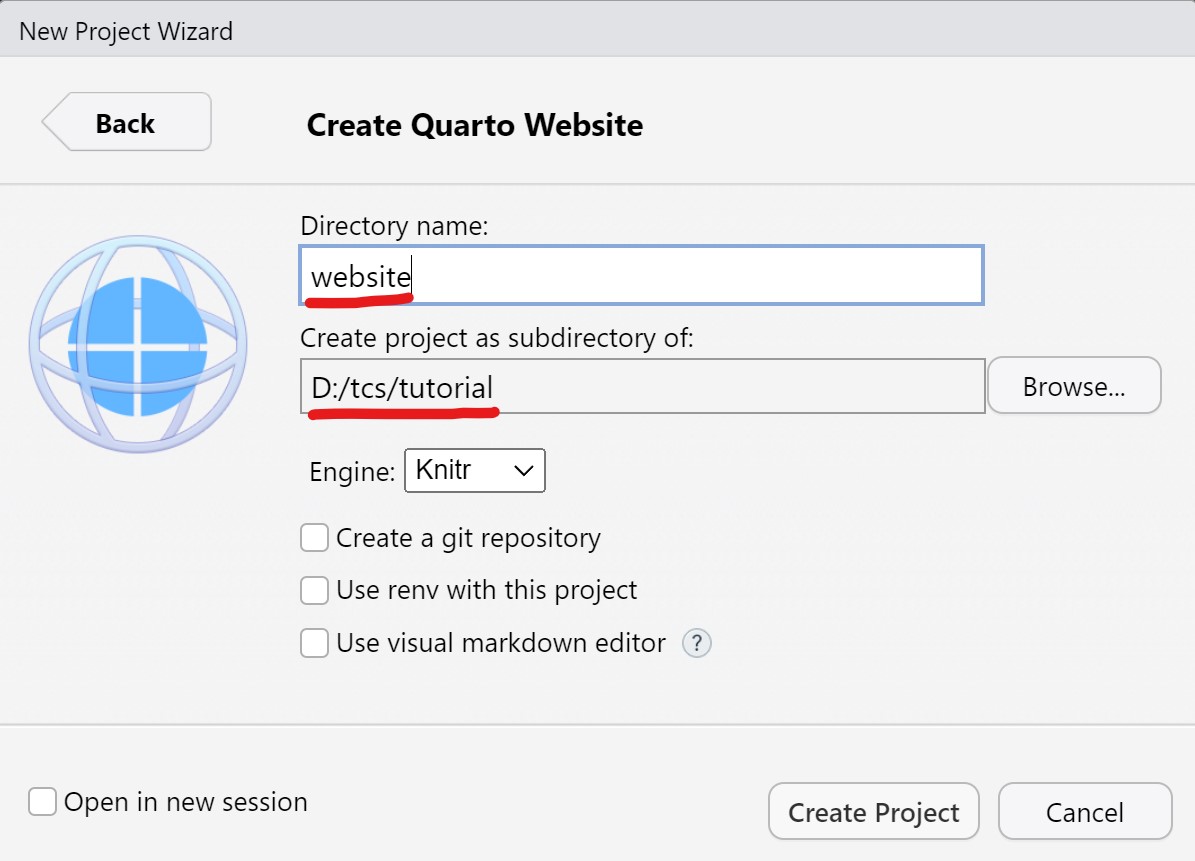 New Project Wizard
Back
Create Quarto Website
Directory name:
website
Create project as subdirectory of:
D:/tcs/tutorial
Browse...
Engine: Knitr
Create a git repository
Use renv with this project
Use visual markdown editor ?
Open in new session
Create Project
Cancel